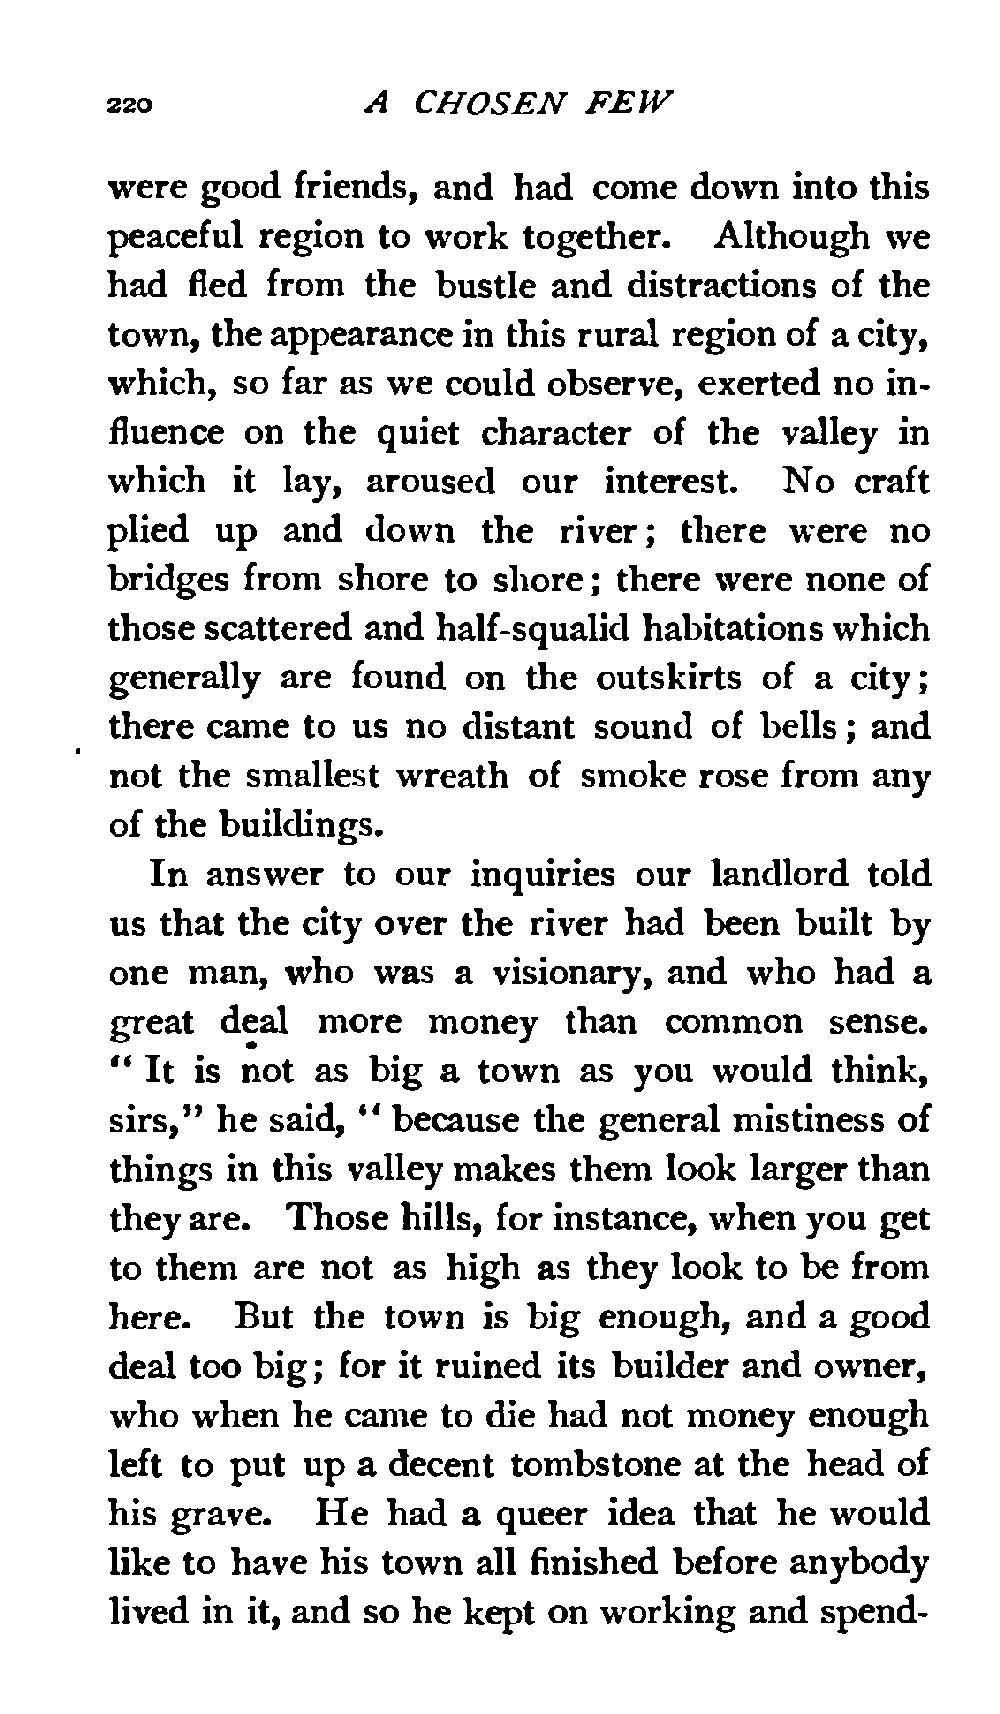 220 A CHOSEN FEW
were good friends, and had come down into this
peaceful region to work together. Although we
had fled from the bustle and distractions of the
town, the appearance in this rural region of a city,
which, so far as we could observe, exerted no in-
fluence on the quiet character of the valley in
which it lay, aroused our interest. No craft
plied up and down the river; there were no
bridges from shore to shore; there were none of
those scattered and half-squalid habitations which
generally are found on the outskirts of a city;
there came to us no distant sound of bells; and
not the smallest wreath of smoke rose from any
of the buildings.
In answer to our inquiries our landlord told
us that the city over the river had been built by
one man, who was a visionary, and who had a
great deal more money than common sense.
"It is not as big a town as you would think,
sirs," he said, "because the general mistiness of
things in this valley makes them look larger than
they are. Those hills, for instance, when you get
to them are not as high as they look to be from
here. But the town is big enough, and a good
deal too big; for it ruined its builder and owner,
who when he came to die had not money enough
left to put up a decent tombstone at the head of
his grave. He had a queer idea that he would
like to have his town all finished before anybody
lived in it, and so he kept on working and spend-